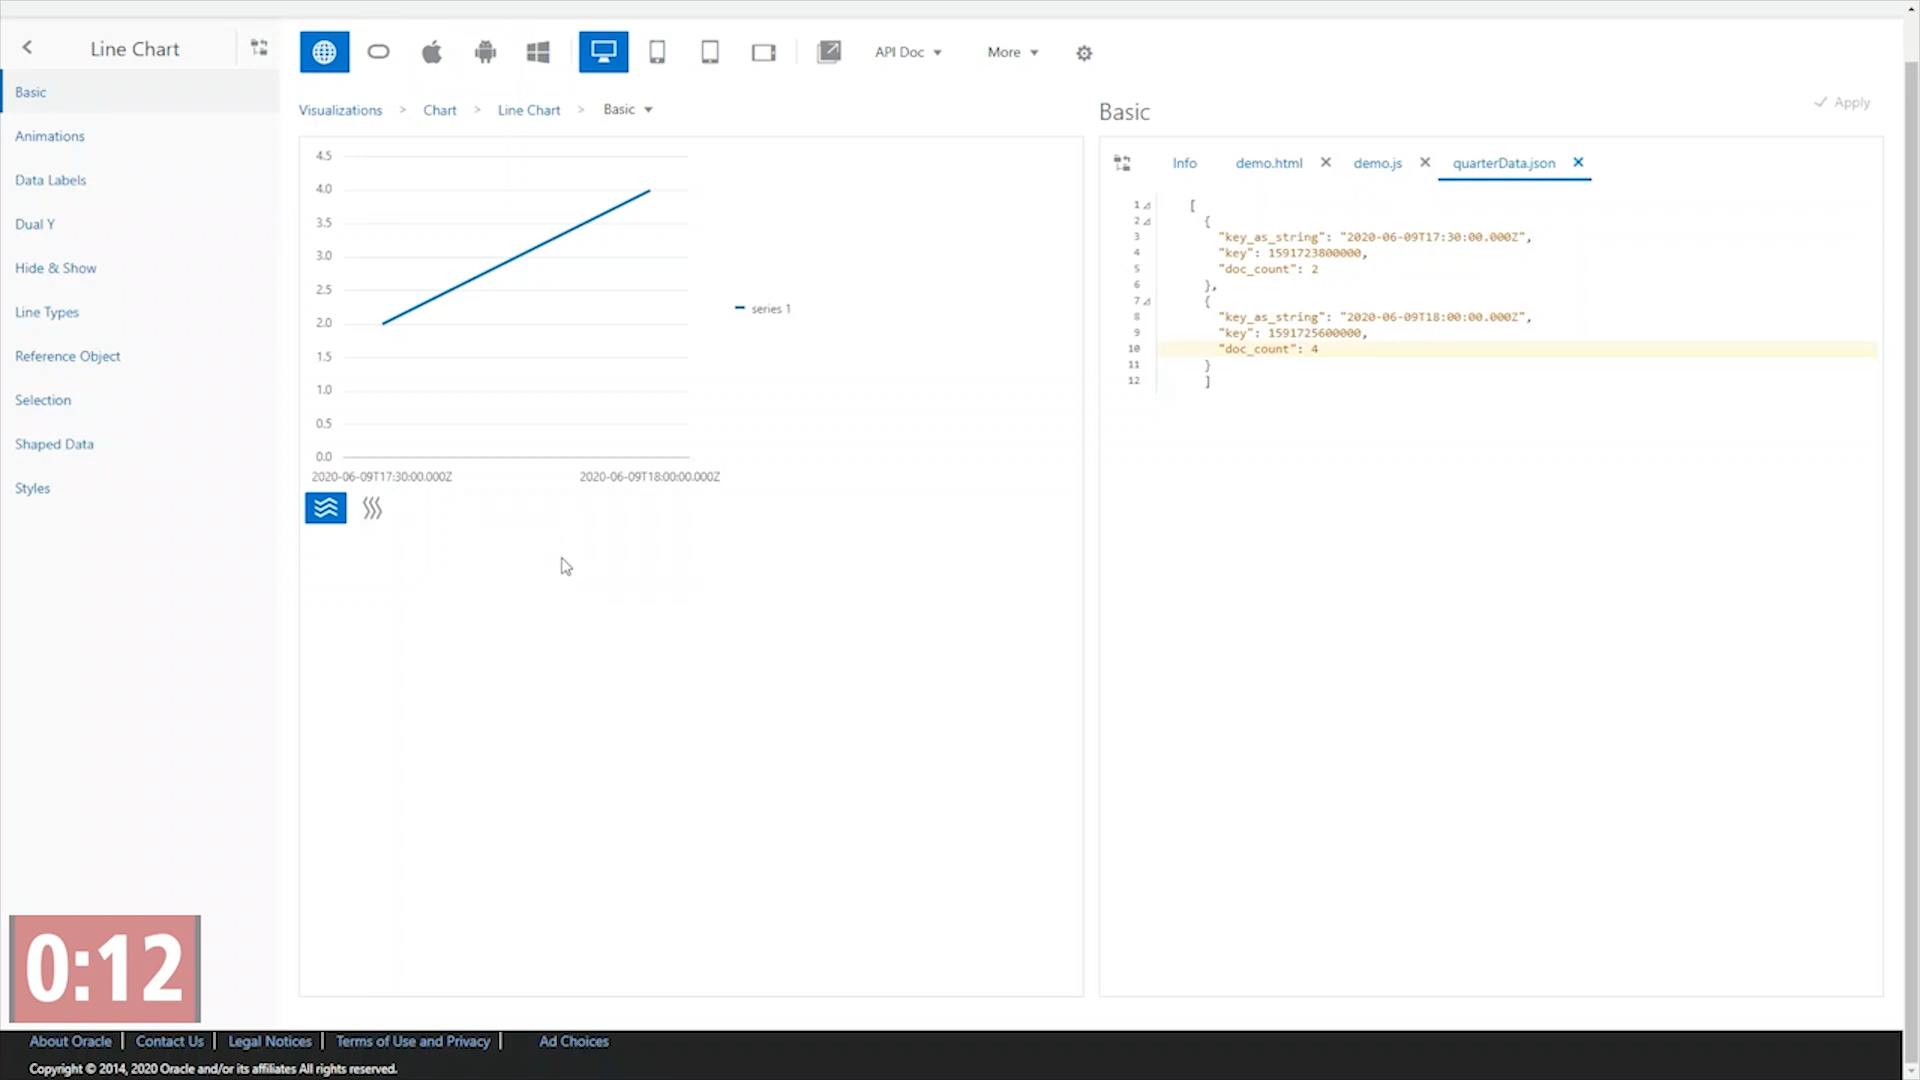 Line Chart
API Doc
More
Basic
Animations
Data Labels
Dual Y
Hide & Show
Line Types
Reference Object
Selection
Shaped Data
Styles
Visualizations > Chart > Line Chart > Basic
4.5
4.0
3.5
3.0
2.5
2.0
1.5
1.0
0.5
0.0
2020-06-09T17:30:00.000Z 2020-06-09T18:00:00.000Z
series 1
Basic
Apply
Info demo.html demo.js quarterData.json
1 [
2 {
3 "key_as_string": "2020-06-09T17:30:00.000Z",
4 "key": 1591723800000,
5 "doc_count": 2
6 },
7 {
8 "key_as_string": "2020-06-09T18:00:00.000Z",
9 "key": 1591725600000,
10 "doc_count": 4
11 }
12 ]
0:12
About Oracle | Contact Us | Legal Notices | Terms of Use and Privacy | Ad Choices
Copyright © 2014, 2020 Oracle and/or its affiliates All rights reserved.